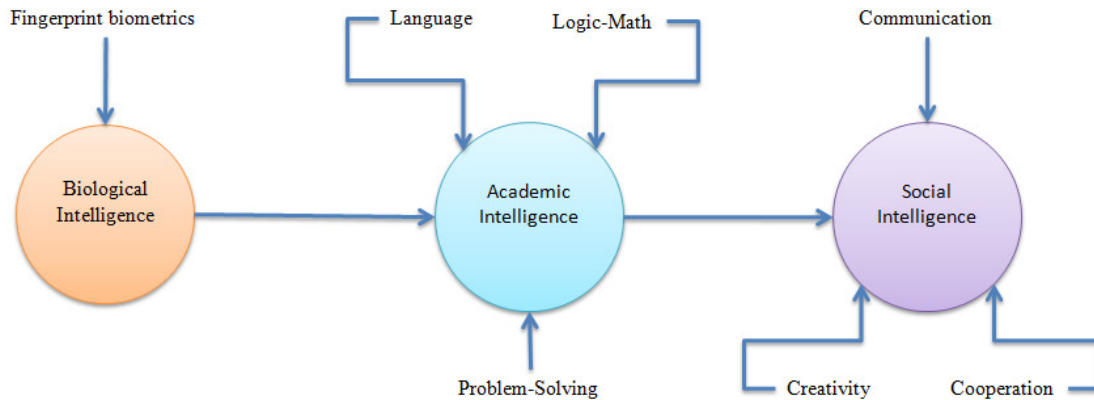 Fingerprint biometrics
Language
Logic-Math
Communication
Biological
Intelligence
Academic
Intelligence
Social
Intelligence
Problem-Solving
Creativity
Cooperation